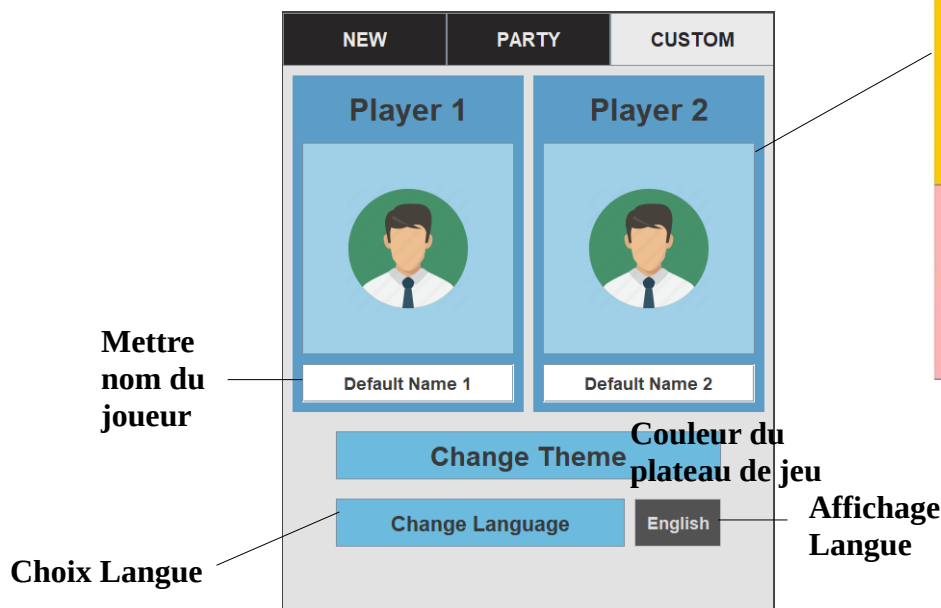 NEW PARTY CUSTOM
Player 1 Player 2
Mettre
nom du
joueur
Default Name 1 Default Name 2
Change Theme
Couleur du
plateau de jeu
Change Language English
Affichage
Langue
Choix Langue